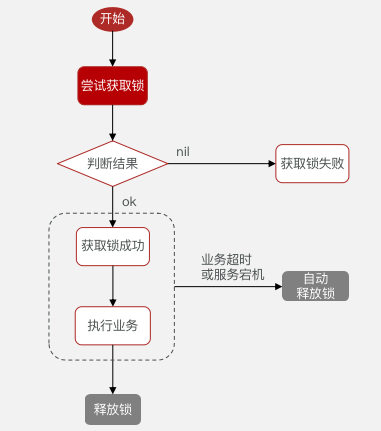 开始
尝试获取锁
判断结果
nil
获取锁失败
ok
获取锁成功
业务超时
或服务宕机
自动
释放锁
执行业务
释放锁